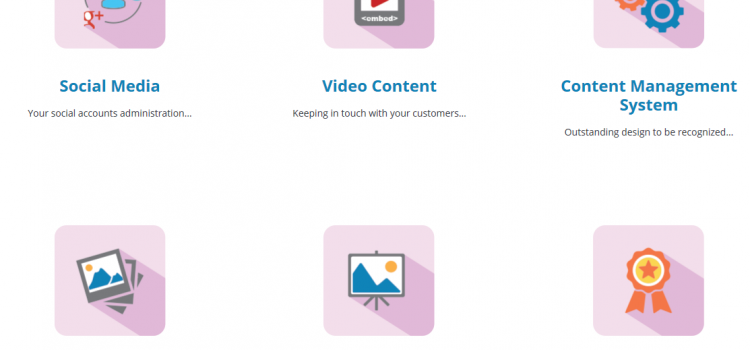 g+
<embed>
Social Media
Video Content
Content Management
System
Your social accounts administration...
Keeping in touch with your customers...
Outstanding design to be recognized...